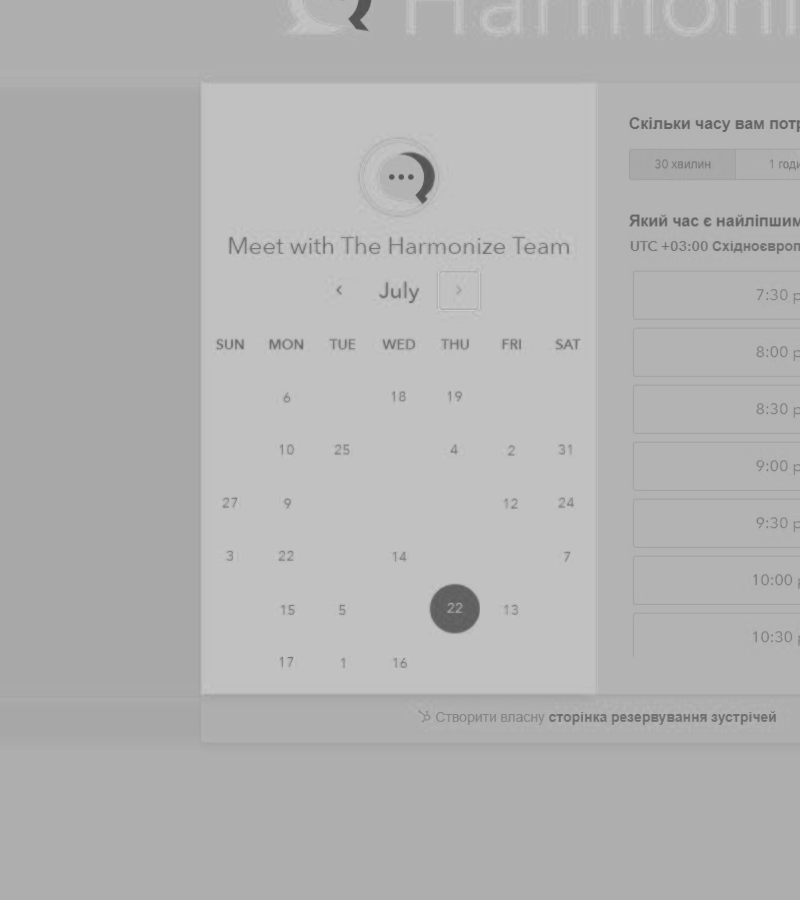 Harmoni
Meet with The Harmonize Team
‹ July ›
SUN MON TUE WED THU FRI SAT
6 18 19
10 25 4 2 31
27 9 12 24
3 22 14 7
15 5 22 13
17 1 16
Скільки часу вам потр
30 хвилин 1 годи
Який час є найліпшим
UTC +03:00 Східноєвроп
7:30 р
8:00 р
8:30 р
9:00 р
9:30 р
10:00 р
10:30 р
Створити власну сторінка резервування зустрічей